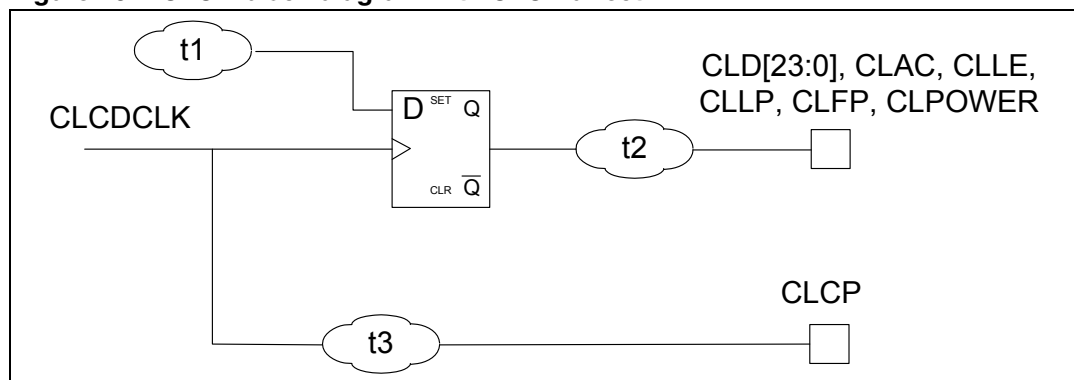 t1
CLCDCLK
D SET Q
CLR Q
t2
CLD[23:0], CLAC, CLLE,
CLLP, CLFP, CLPOWER
t3
CLCP